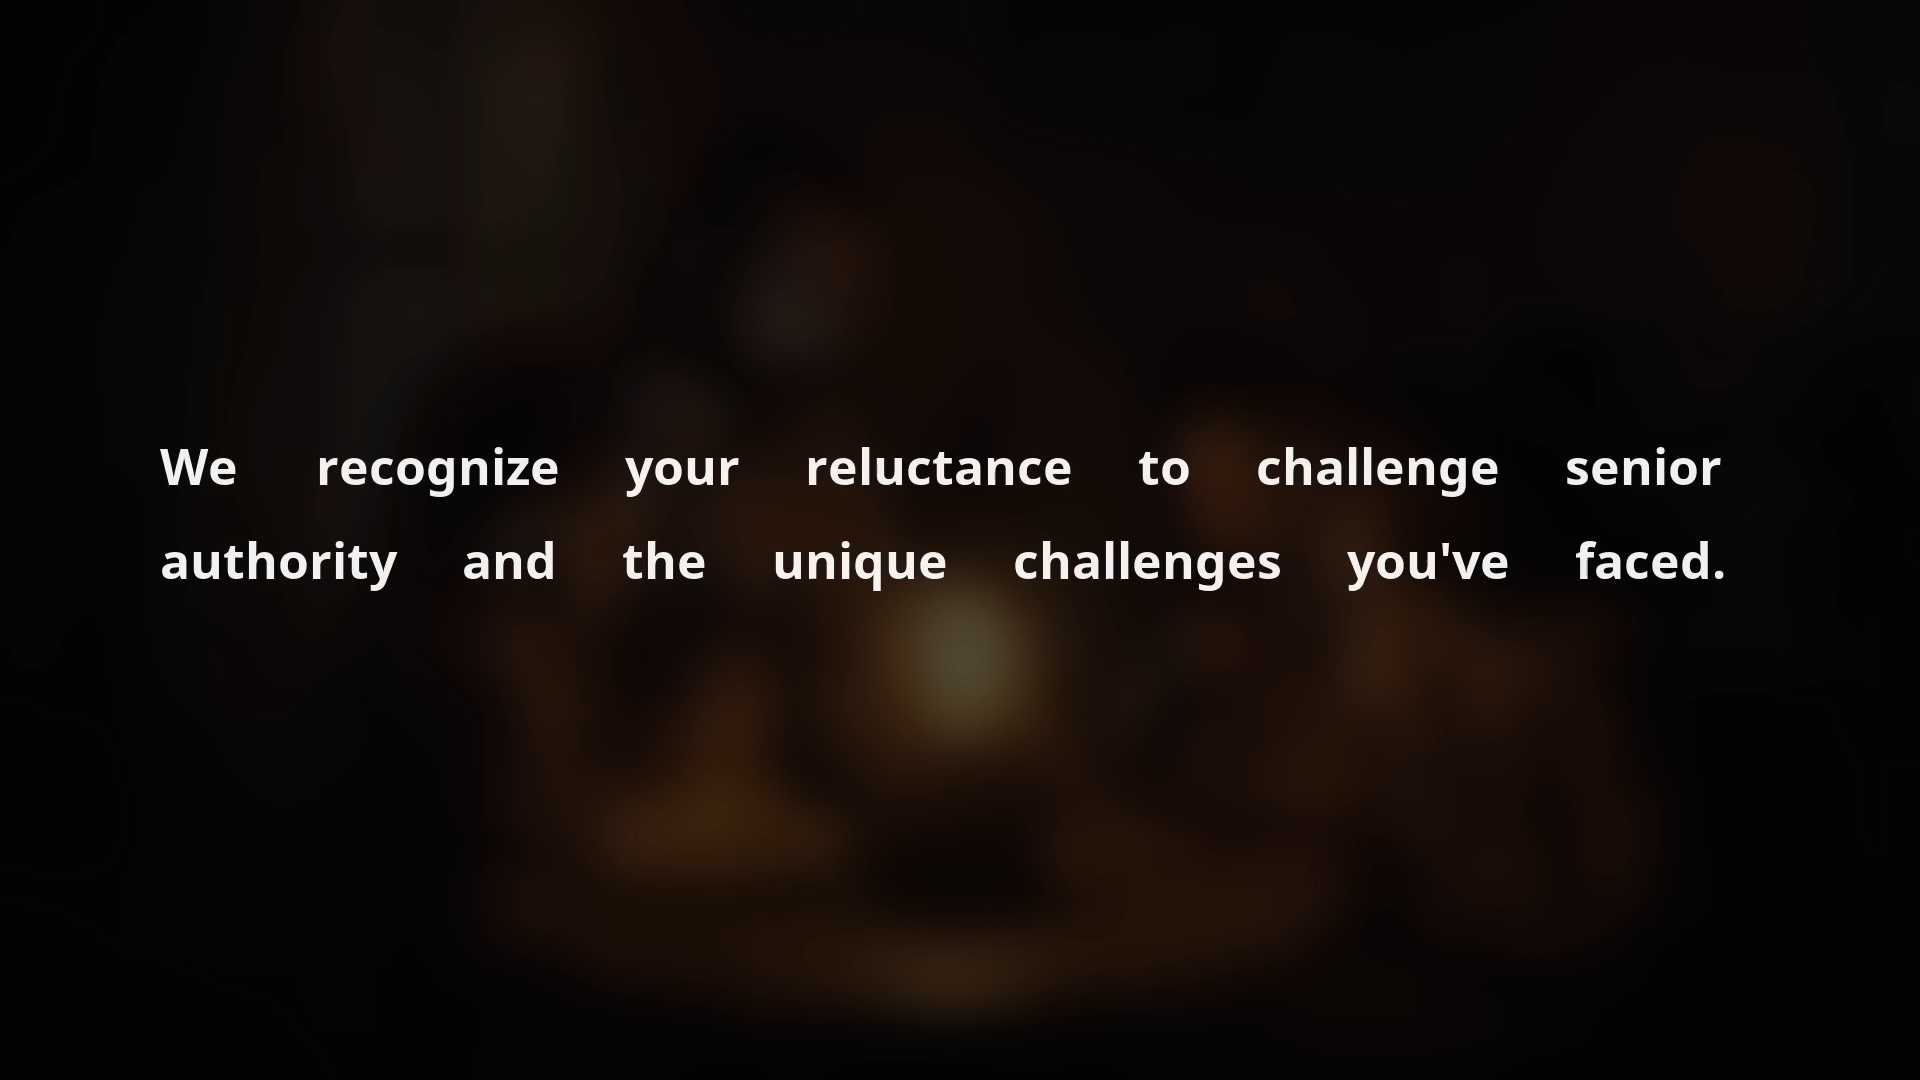 We recognize your reluctance to challenge senior
authority and the unique challenges you've faced.